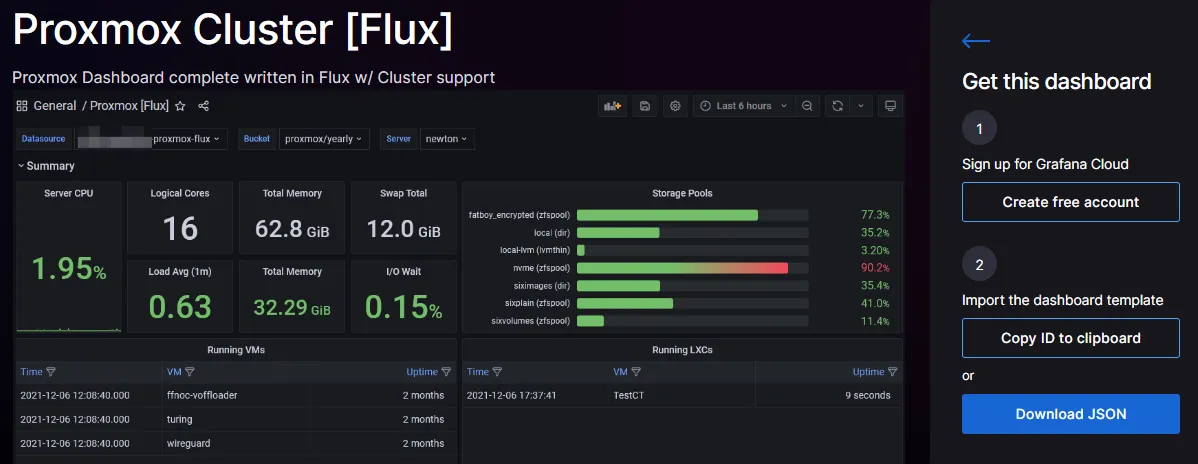 Proxmox Cluster [Flux]
Proxmox Dashboard complete written in Flux w/ Cluster support
General / Proxmox [Flux]
Last 6 hours
Datasource -proxmox-flux Bucket proxmox/yearly Server newton
Summary
Server CPU
1.95%
Logical Cores
16
Total Memory
62.8 GiB
Swap Total
12.0 GiB
Load Avg (1m)
0.63
Total Memory
32.29 GiB
I/O Wait
0.15%
Storage Pools
fatboy_encrypted (zfspool) 77.3%
local (dir) 35.2%
local-lvm (lvmthin) 3.20%
nvme (zfspool) 90.2%
siximages (dir) 35.4%
sixplain (zfspool) 41.0%
sixvolumes (zfspool) 11.4%
Running VMs
Time VM Uptime
2021-12-06 12:08:40.000 ffnoc-voffloader 2 months
2021-12-06 12:08:40.000 turing 2 months
2021-12-06 12:08:40.000 wireguard 2 months
Running LXCs
Time VM Uptime
2021-12-06 17:37:41 TestCT 9 seconds
Get this dashboard
1
Sign up for Grafana Cloud
Create free account
2
Import the dashboard template
Copy ID to clipboard
or
Download JSON